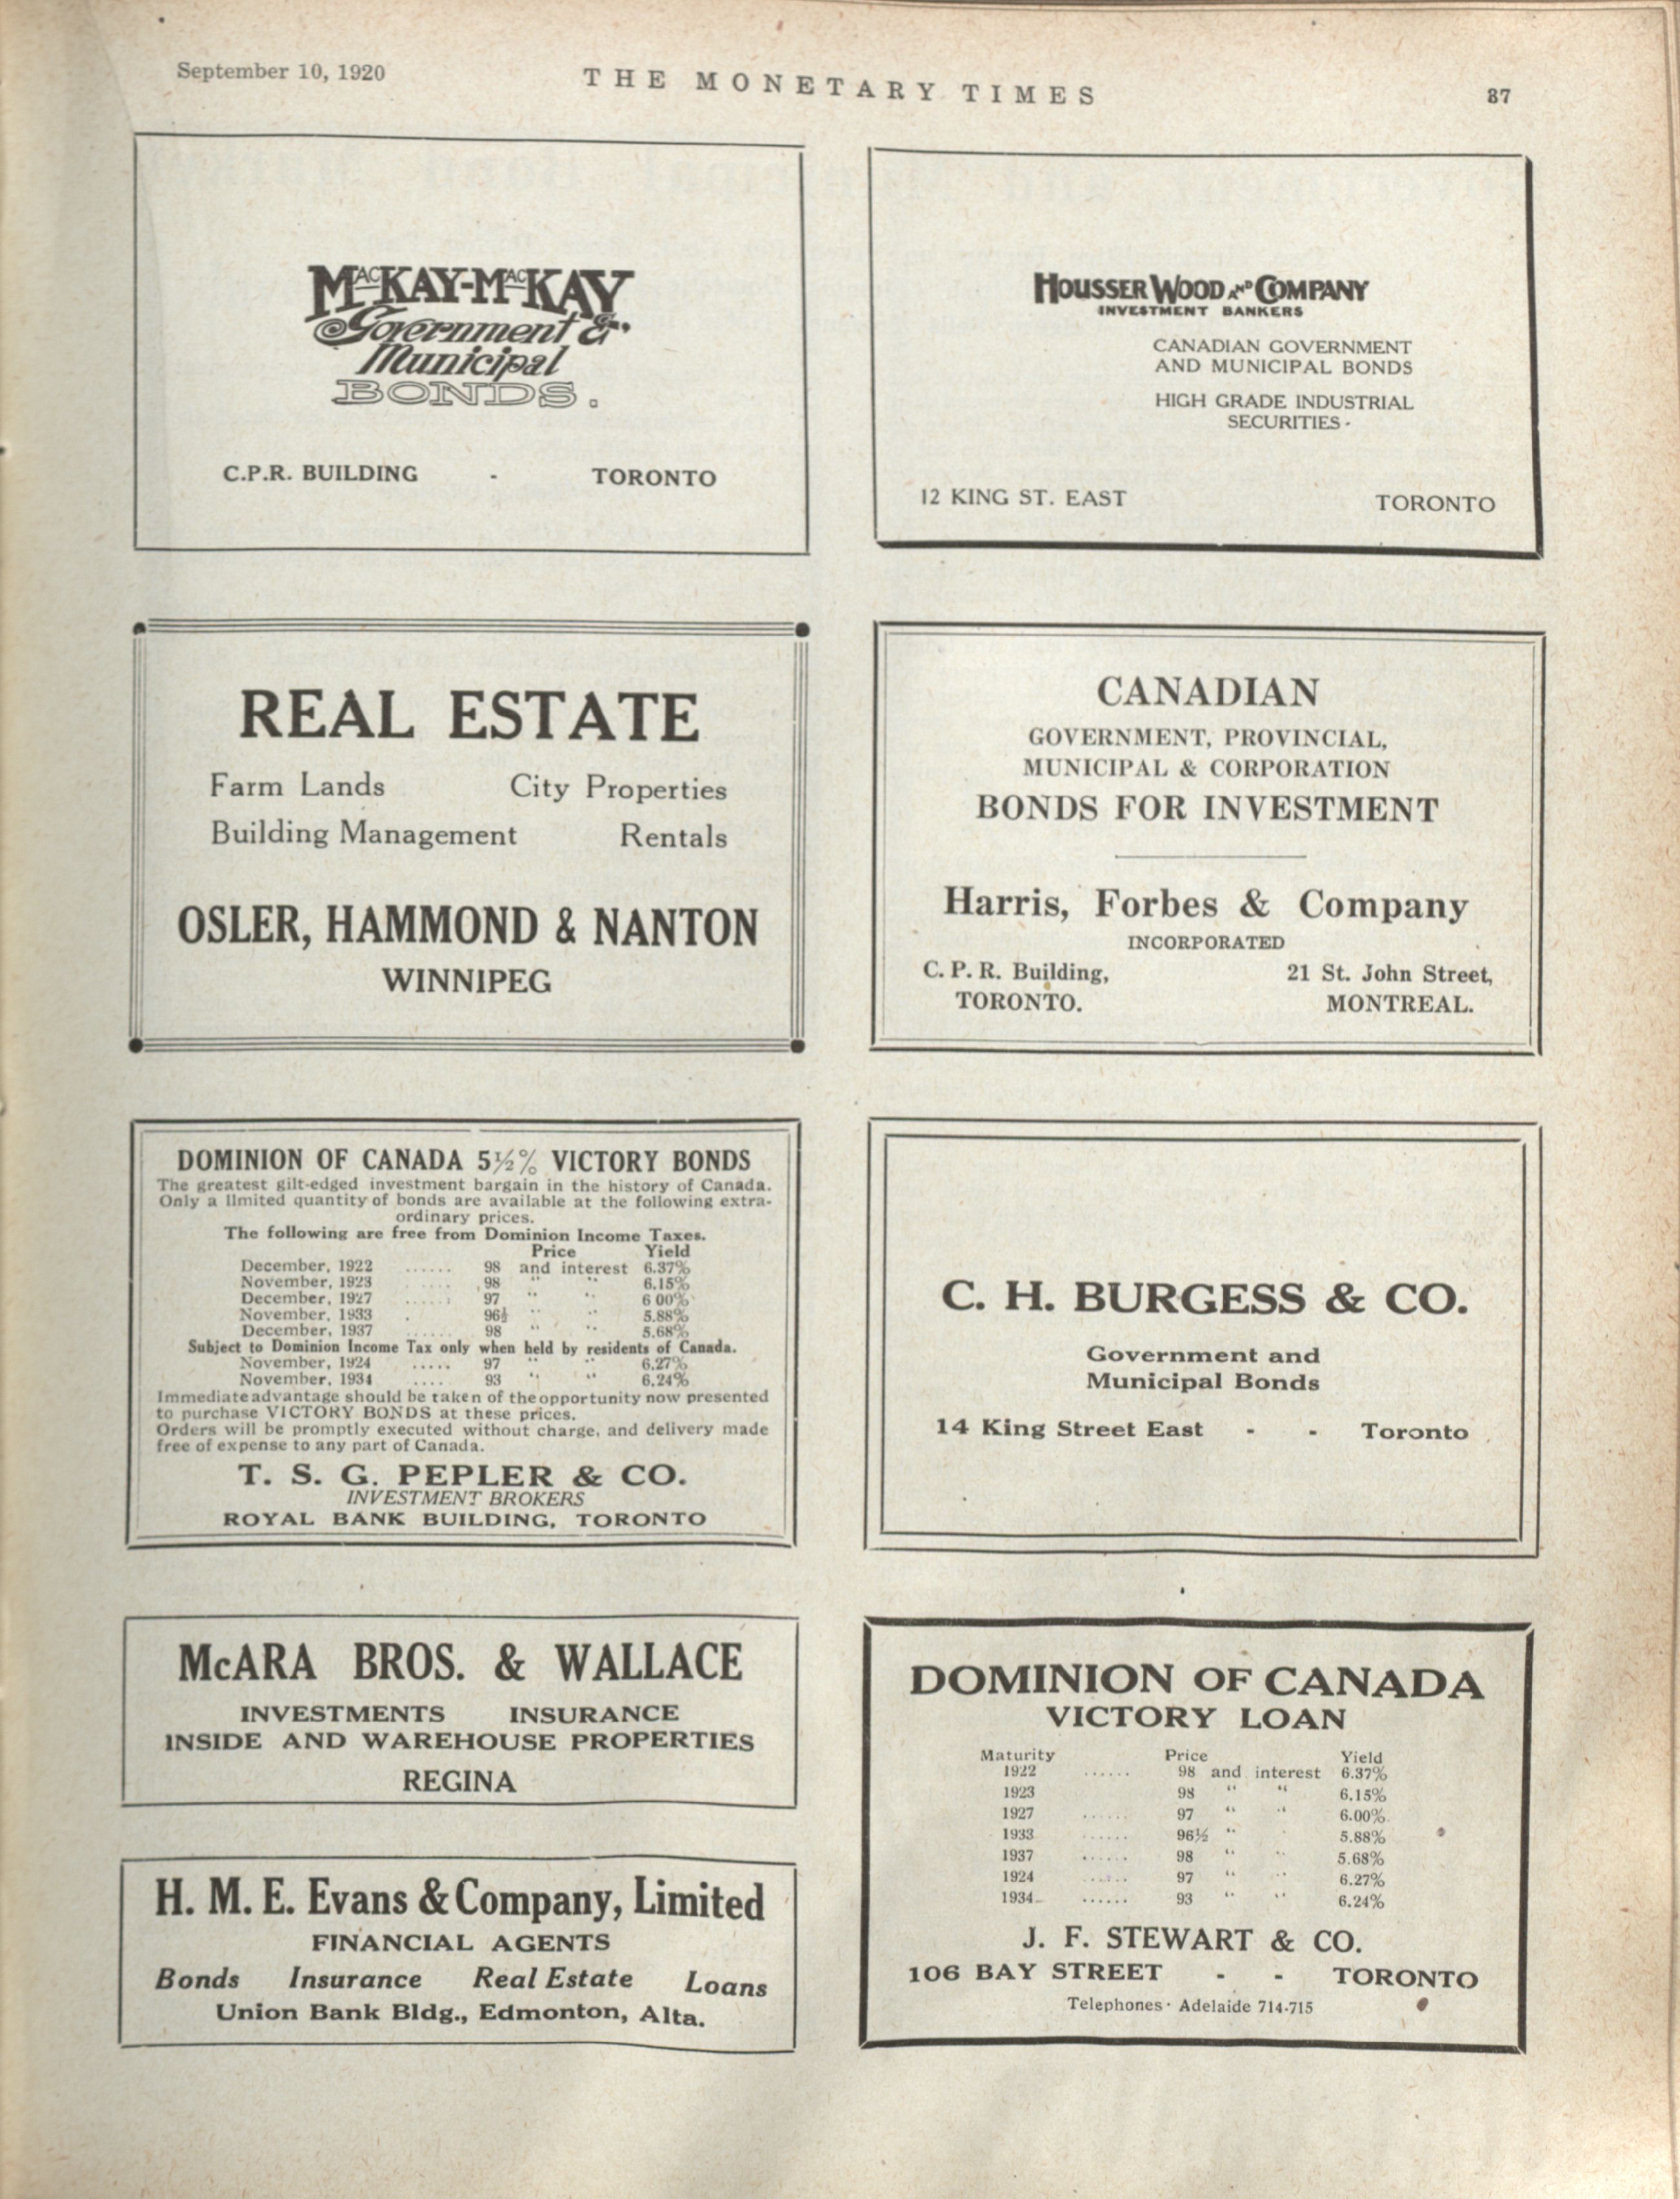 September 10, 1920
THE MONETARY TIMES
37
MACKAY-MACKAY
Government &
Municipal
BONDS.
C.P.R. BUILDING - TORONTO
HOUSSER WOOD AND COMPANY
INVESTMENT BANKERS
CANADIAN GOVERNMENT
AND MUNICIPAL BONDS
HIGH GRADE INDUSTRIAL
SECURITIES -
12 KING ST. EAST TORONTO
REAL ESTATE
Farm Lands City Properties
Building Management Rentals
OSLER, HAMMOND & NANTON
WINNIPEG
CANADIAN
GOVERNMENT, PROVINCIAL,
MUNICIPAL & CORPORATION
BONDS FOR INVESTMENT
Harris, Forbes & Company
INCORPORATED
C. P. R. Building, 21 St. John Street,
TORONTO. MONTREAL.
DOMINION OF CANADA 5½% VICTORY BONDS
The greatest gilt-edged investment bargain in the history of Canada.
Only a limited quantity of bonds are available at the following extra-
ordinary prices.
The following are free from Dominion Income Taxes.
Price Yield
December, 1922 ...... 98 and interest 6.37%
November, 1923 ..... 98 " " 6.15%
December, 1927 ..... 97 " " 6 00%
November, 1933 . 96½ " " 5.88%
December, 1937 ...... 98 " " 5.68%
Subject to Dominion Income Tax only when held by residents of Canada.
November, 1924 ..... 97 " " 6.27%
November, 1934 .... 93 " " 6.24%
Immediate advantage should be taken of the opportunity now presented
to purchase VICTORY BONDS at these prices.
Orders will be promptly executed without charge, and delivery made
free of expense to any part of Canada.
T. S. G. PEPLER & CO.
INVESTMENT BROKERS
ROYAL BANK BUILDING, TORONTO
C. H. BURGESS & CO.
Government and
Municipal Bonds
14 King Street East - - Toronto
McARA BROS. & WALLACE
INVESTMENTS INSURANCE
INSIDE AND WAREHOUSE PROPERTIES
REGINA
H. M. E. Evans & Company, Limited
FINANCIAL AGENTS
Bonds Insurance Real Estate Loans
Union Bank Bldg., Edmonton, Alta.
DOMINION OF CANADA
VICTORY LOAN
Maturity Price Yield
1922 ...... 98 and interest 6.37%
1923 98 " " 6.15%
1927 ...... 97 " " 6.00%
1933 ...... 96½ " 5.88%
1937 ...... 98 " " 5.68%
1924 ...... 97 " " 6.27%
1934 ...... 93 " " 6.24%
J. F. STEWART & CO.
106 BAY STREET - - TORONTO
Telephones · Adelaide 714-715